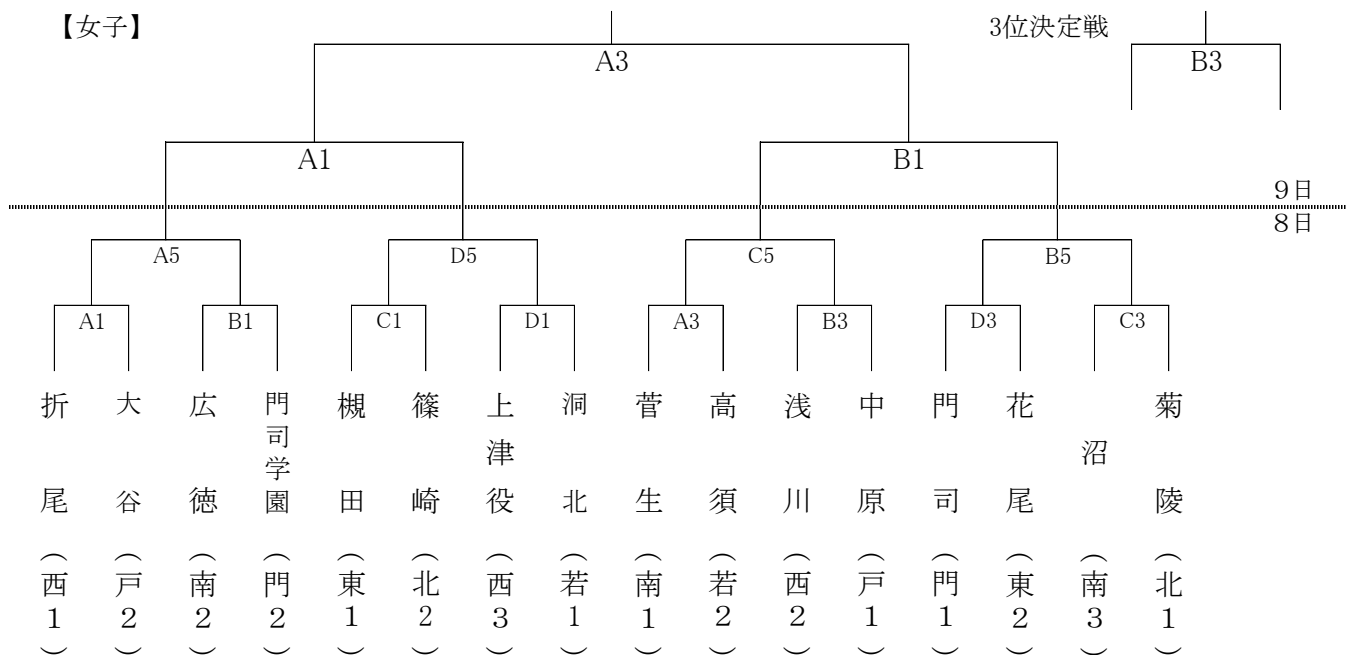 【女子】
3位決定戦
A3
B3
A1
B1
9日
8日
A5
D5
C5
B5
A1
B1
C1
D1
A3
B3
D3
C3
折尾（西1）
大谷（戸2）
広徳（南2）
門司学園（門2）
槻田（東1）
篠崎（北2）
上津役（西3）
洞北（若1）
菅生（南1）
高須（若2）
浅川（西2）
中原（戸1）
門司（門1）
花尾（東2）
沼（南3）
菊陵（北1）